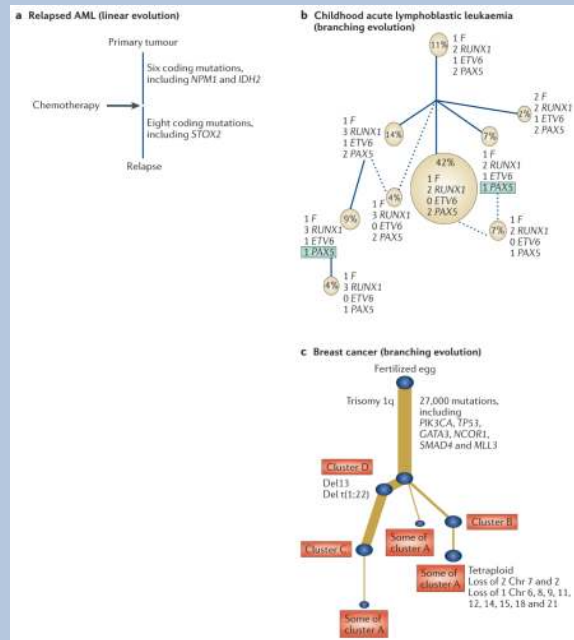 a Relapsed AML (linear evolution)
Primary tumour
Six coding mutations,
including NPM1 and IDH2
Chemotherapy
Eight coding mutations,
including STOX2
Relapse
b Childhood acute lymphoblastic leukaemia
(branching evolution)
11%
1 F
2 RUNX1
1 ETV6
2 PAX5
2%
2 F
2 RUNX1
1 ETV6
2 PAX5
14%
1 F
3 RUNX1
1 ETV6
2 PAX5
7%
1 F
2 RUNX1
1 ETV6
1 PAX5
42%
1 F
2 RUNX1
0 ETV6
2 PAX5
4%
1 F
3 RUNX1
0 ETV6
2 PAX5
9%
1 F
3 RUNX1
1 ETV6
1 PAX5
7%
1 F
2 RUNX1
0 ETV6
1 PAX5
4%
1 F
3 RUNX1
0 ETV6
1 PAX5
c Breast cancer (branching evolution)
Fertilized egg
Trisomy 1q
27,000 mutations,
including
PIK3CA, TP53,
GATA3, NCOR1,
SMAD4 and MLL3
Cluster D
Del13
Del t(1:22)
Cluster B
Some of
cluster A
Cluster C
Some of
cluster A
Tetraploid
Loss of 2 Chr 7 and 2
Loss of 1 Chr 6, 8, 9, 11,
12, 14, 15, 18 and 21
Some of
cluster A